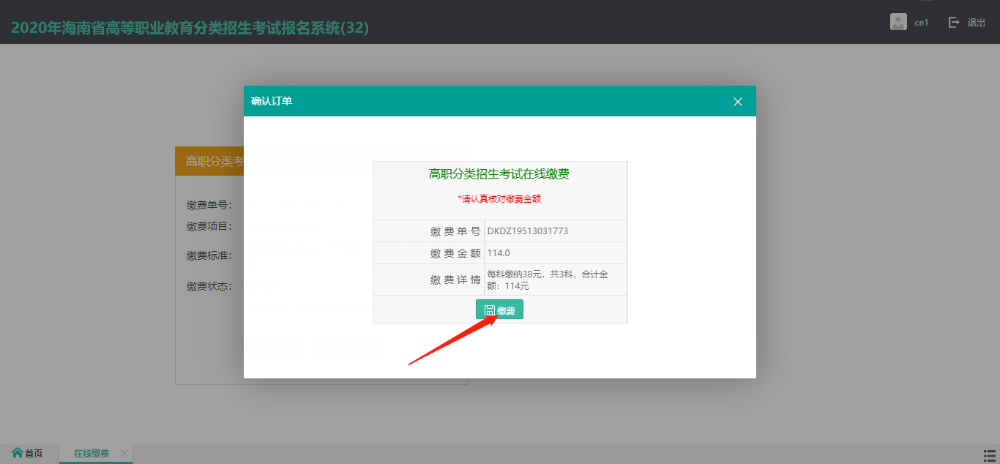 2020年海南省高等职业教育分类招生考试报名系统(32)
ce1
退出
确认订单
高职分类考
缴费单号：
缴费项目：
缴费标准：
缴费状态：
高职分类招生考试在线缴费
*请认真核对缴费金额
缴 费 单 号 DKDZ19513031773
缴 费 金 额 114.0
缴 费 详 情 每科缴纳38元，共3科，合计金
额：114元
缴费
首页
在线缴费